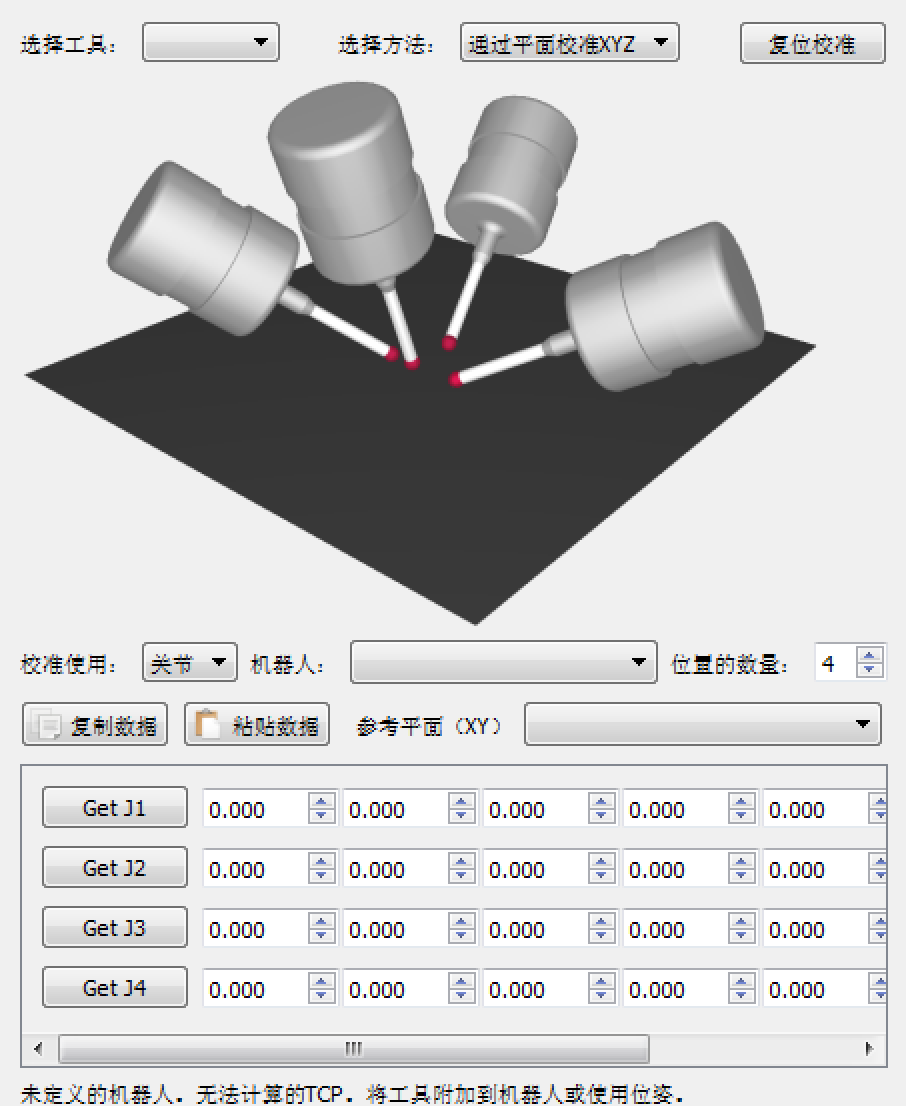 选择工具： 选择方法： 通过平面校准XYZ 复位校准
校准使用： 关节 机器人： 位置的数量： 4
复制数据 粘贴数据 参考平面（XY）
Get J1 0.000 0.000 0.000 0.000 0.000
Get J2 0.000 0.000 0.000 0.000 0.000
Get J3 0.000 0.000 0.000 0.000 0.000
Get J4 0.000 0.000 0.000 0.000 0.000
未定义的机器人. 无法计算的TCP. 将工具附加到机器人或使用位姿.